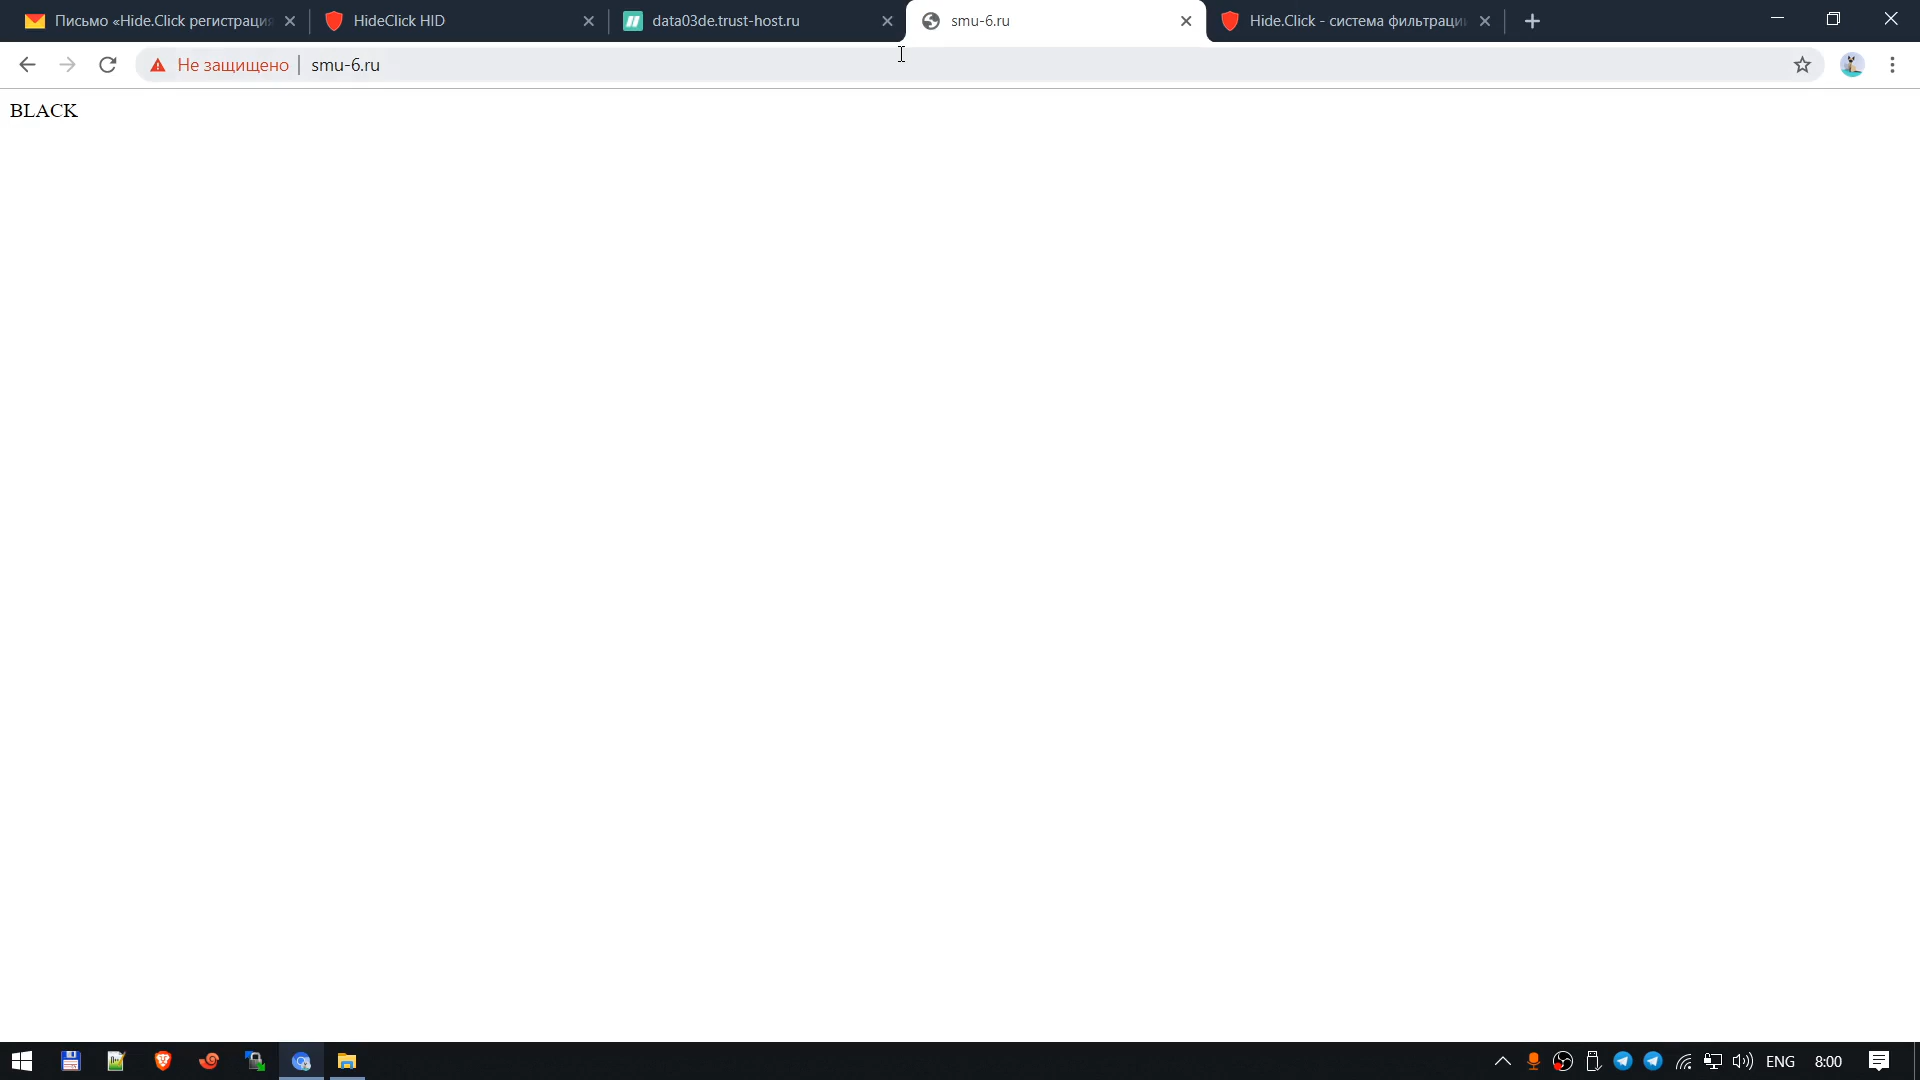 Письмо «Hide.Click регистрация
HideClick HID
data03de.trust-host.ru
smu-6.ru
Hide.Click - система фильтраци
Не защищено
smu-6.ru
BLACK
ENG
8:00